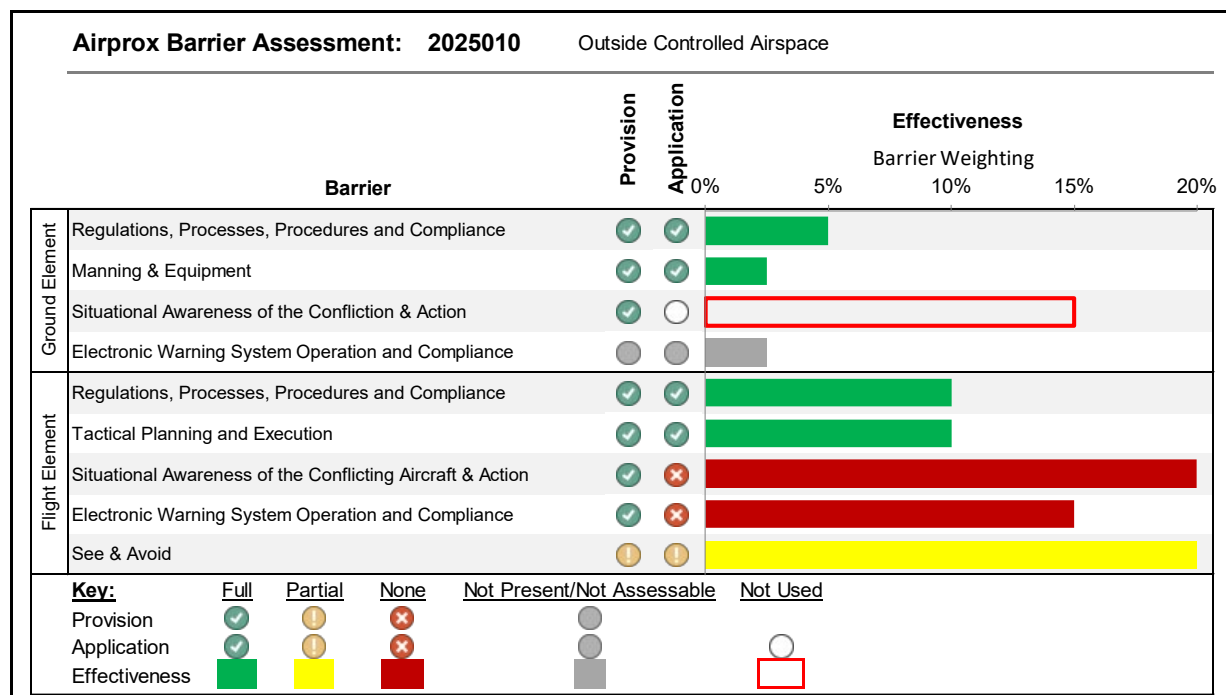 Airprox Barrier Assessment: 2025010 Outside Controlled Airspace
Barrier Provision Application Effectiveness
Barrier Weighting
0% 5% 10% 15% 20%
Ground Element
Regulations, Processes, Procedures and Compliance
Manning & Equipment
Situational Awareness of the Confliction & Action
Electronic Warning System Operation and Compliance
Flight Element
Regulations, Processes, Procedures and Compliance
Tactical Planning and Execution
Situational Awareness of the Conflicting Aircraft & Action
Electronic Warning System Operation and Compliance
See & Avoid
Key: Full Partial None Not Present/Not Assessable Not Used
Provision
Application
Effectiveness